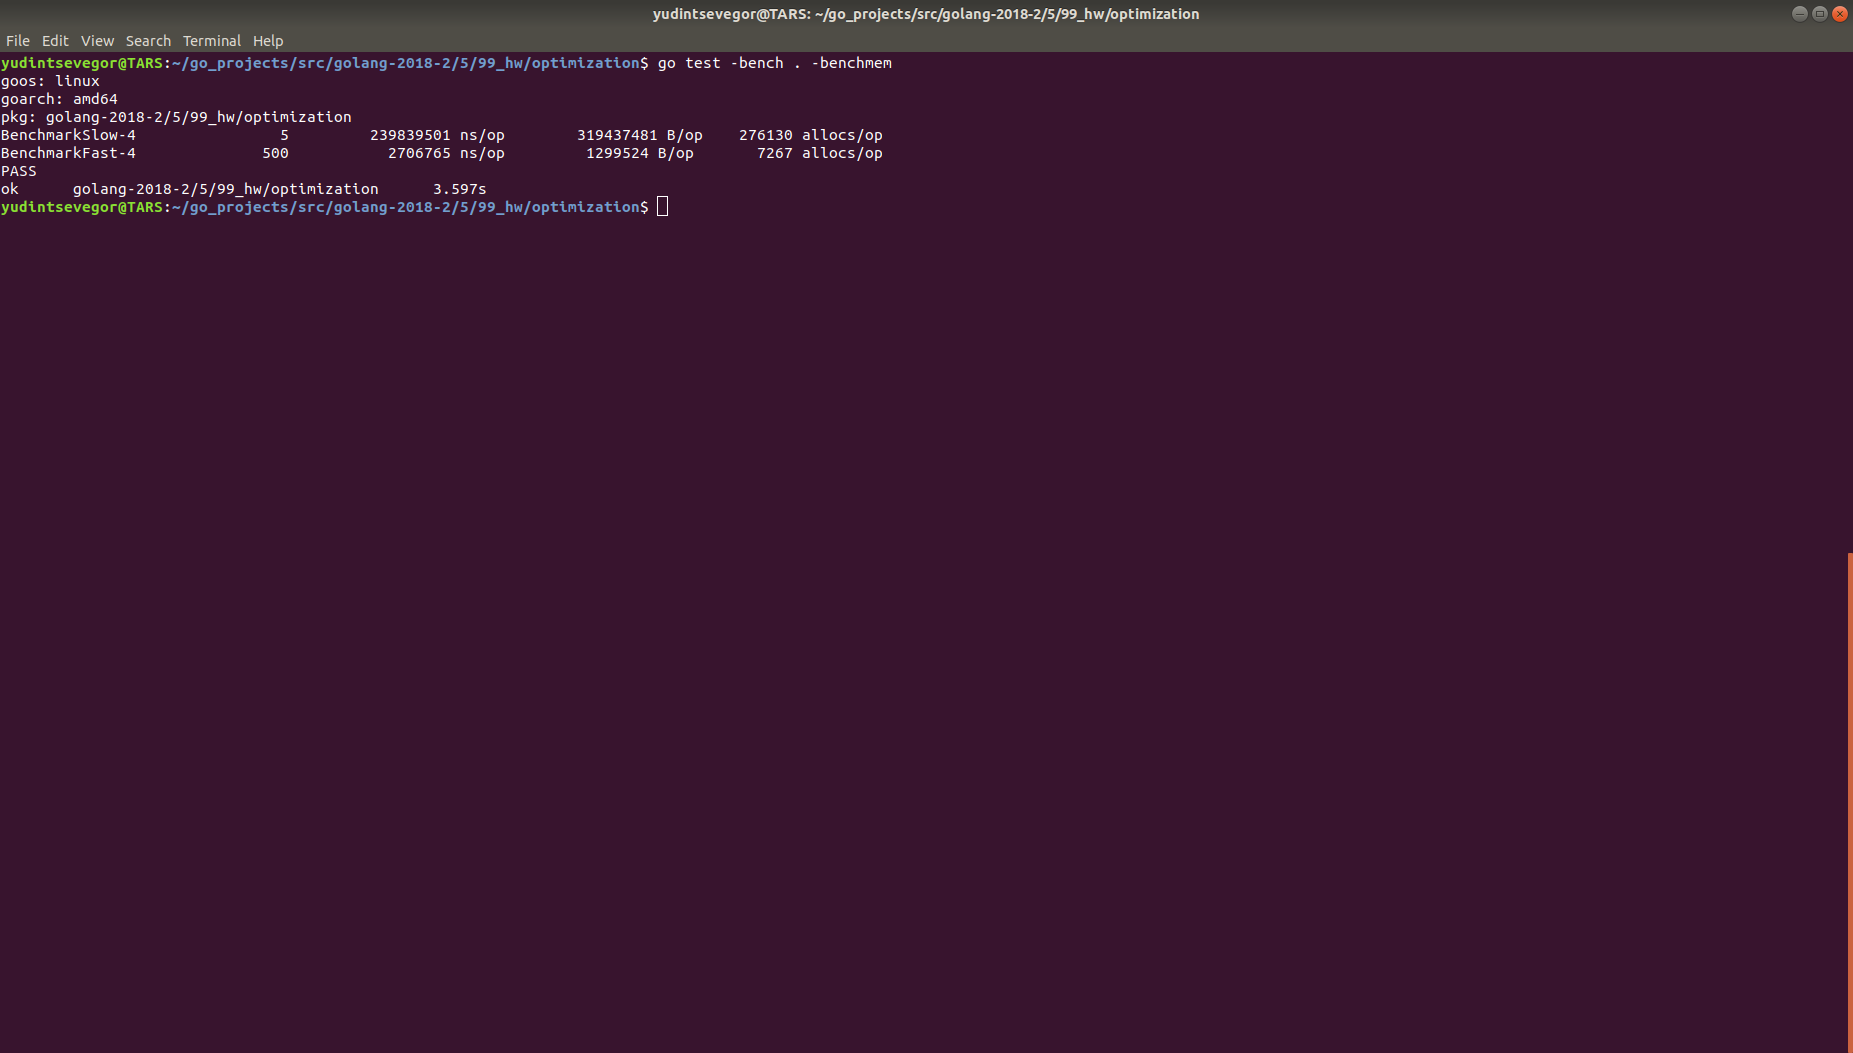 yudintsevegor@TARS: ~/go_projects/src/golang-2018-2/5/99_hw/optimization
File Edit View Search Terminal Help
yudintsevegor@TARS:~/go_projects/src/golang-2018-2/5/99_hw/optimization$ go test -bench . -benchmem
goos: linux
goarch: amd64
pkg: golang-2018-2/5/99_hw/optimization
BenchmarkSlow-4 5 239839501 ns/op 319437481 B/op 276130 allocs/op
BenchmarkFast-4 500 2706765 ns/op 1299524 B/op 7267 allocs/op
PASS
ok golang-2018-2/5/99_hw/optimization 3.597s
yudintsevegor@TARS:~/go_projects/src/golang-2018-2/5/99_hw/optimization$